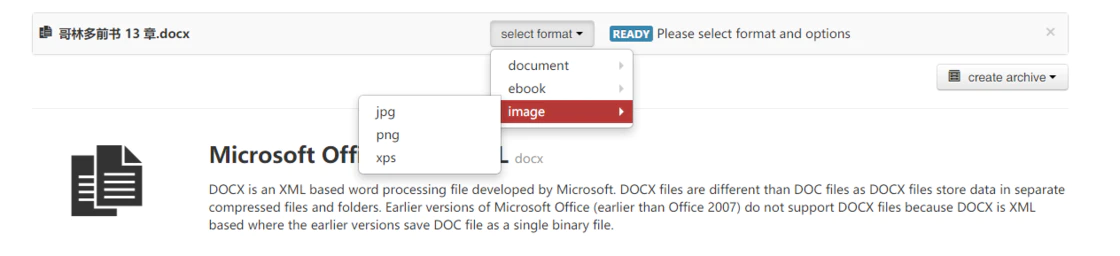 哥林多前书 13 章.docx
select format
READY Please select format and options
×
create archive
document
ebook
image
jpg
png
xps
Microsoft Offi L docx
DOCX is an XML based word processing file developed by Microsoft. DOCX files are different than DOC files as DOCX files store data in separate
compressed files and folders. Earlier versions of Microsoft Office (earlier than Office 2007) do not support DOCX files because DOCX is XML
based where the earlier versions save DOC file as a single binary file.